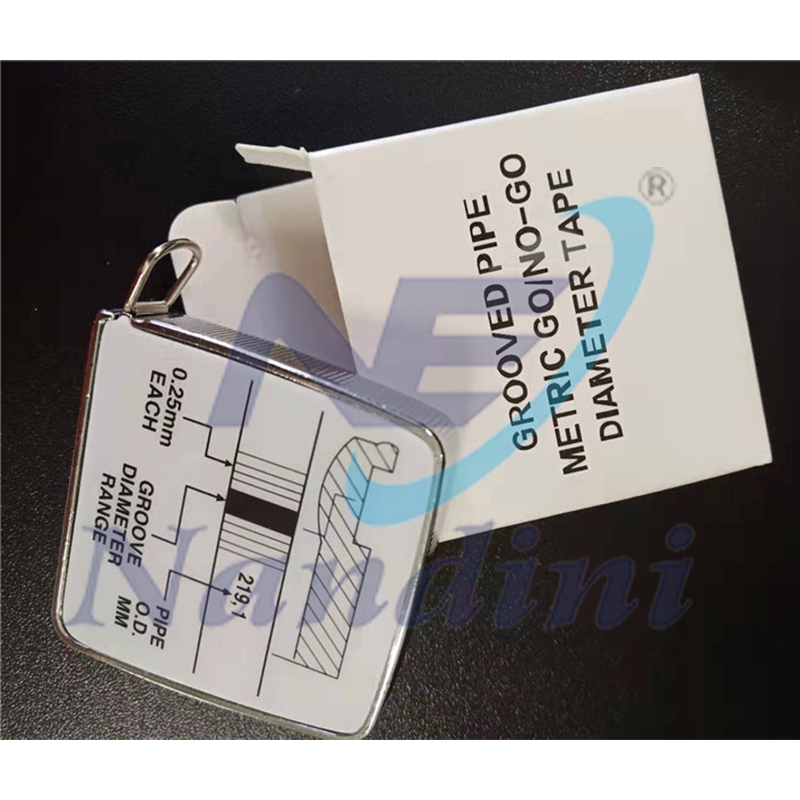 GROOVED PIPE
METRIC GO/NO-GO
DIAMETER TAPE
®
NE
Nandini
0.25mm
EACH
GROOVE
DIAMETER
RANGE
PIPE
O.D.
MM
219,1